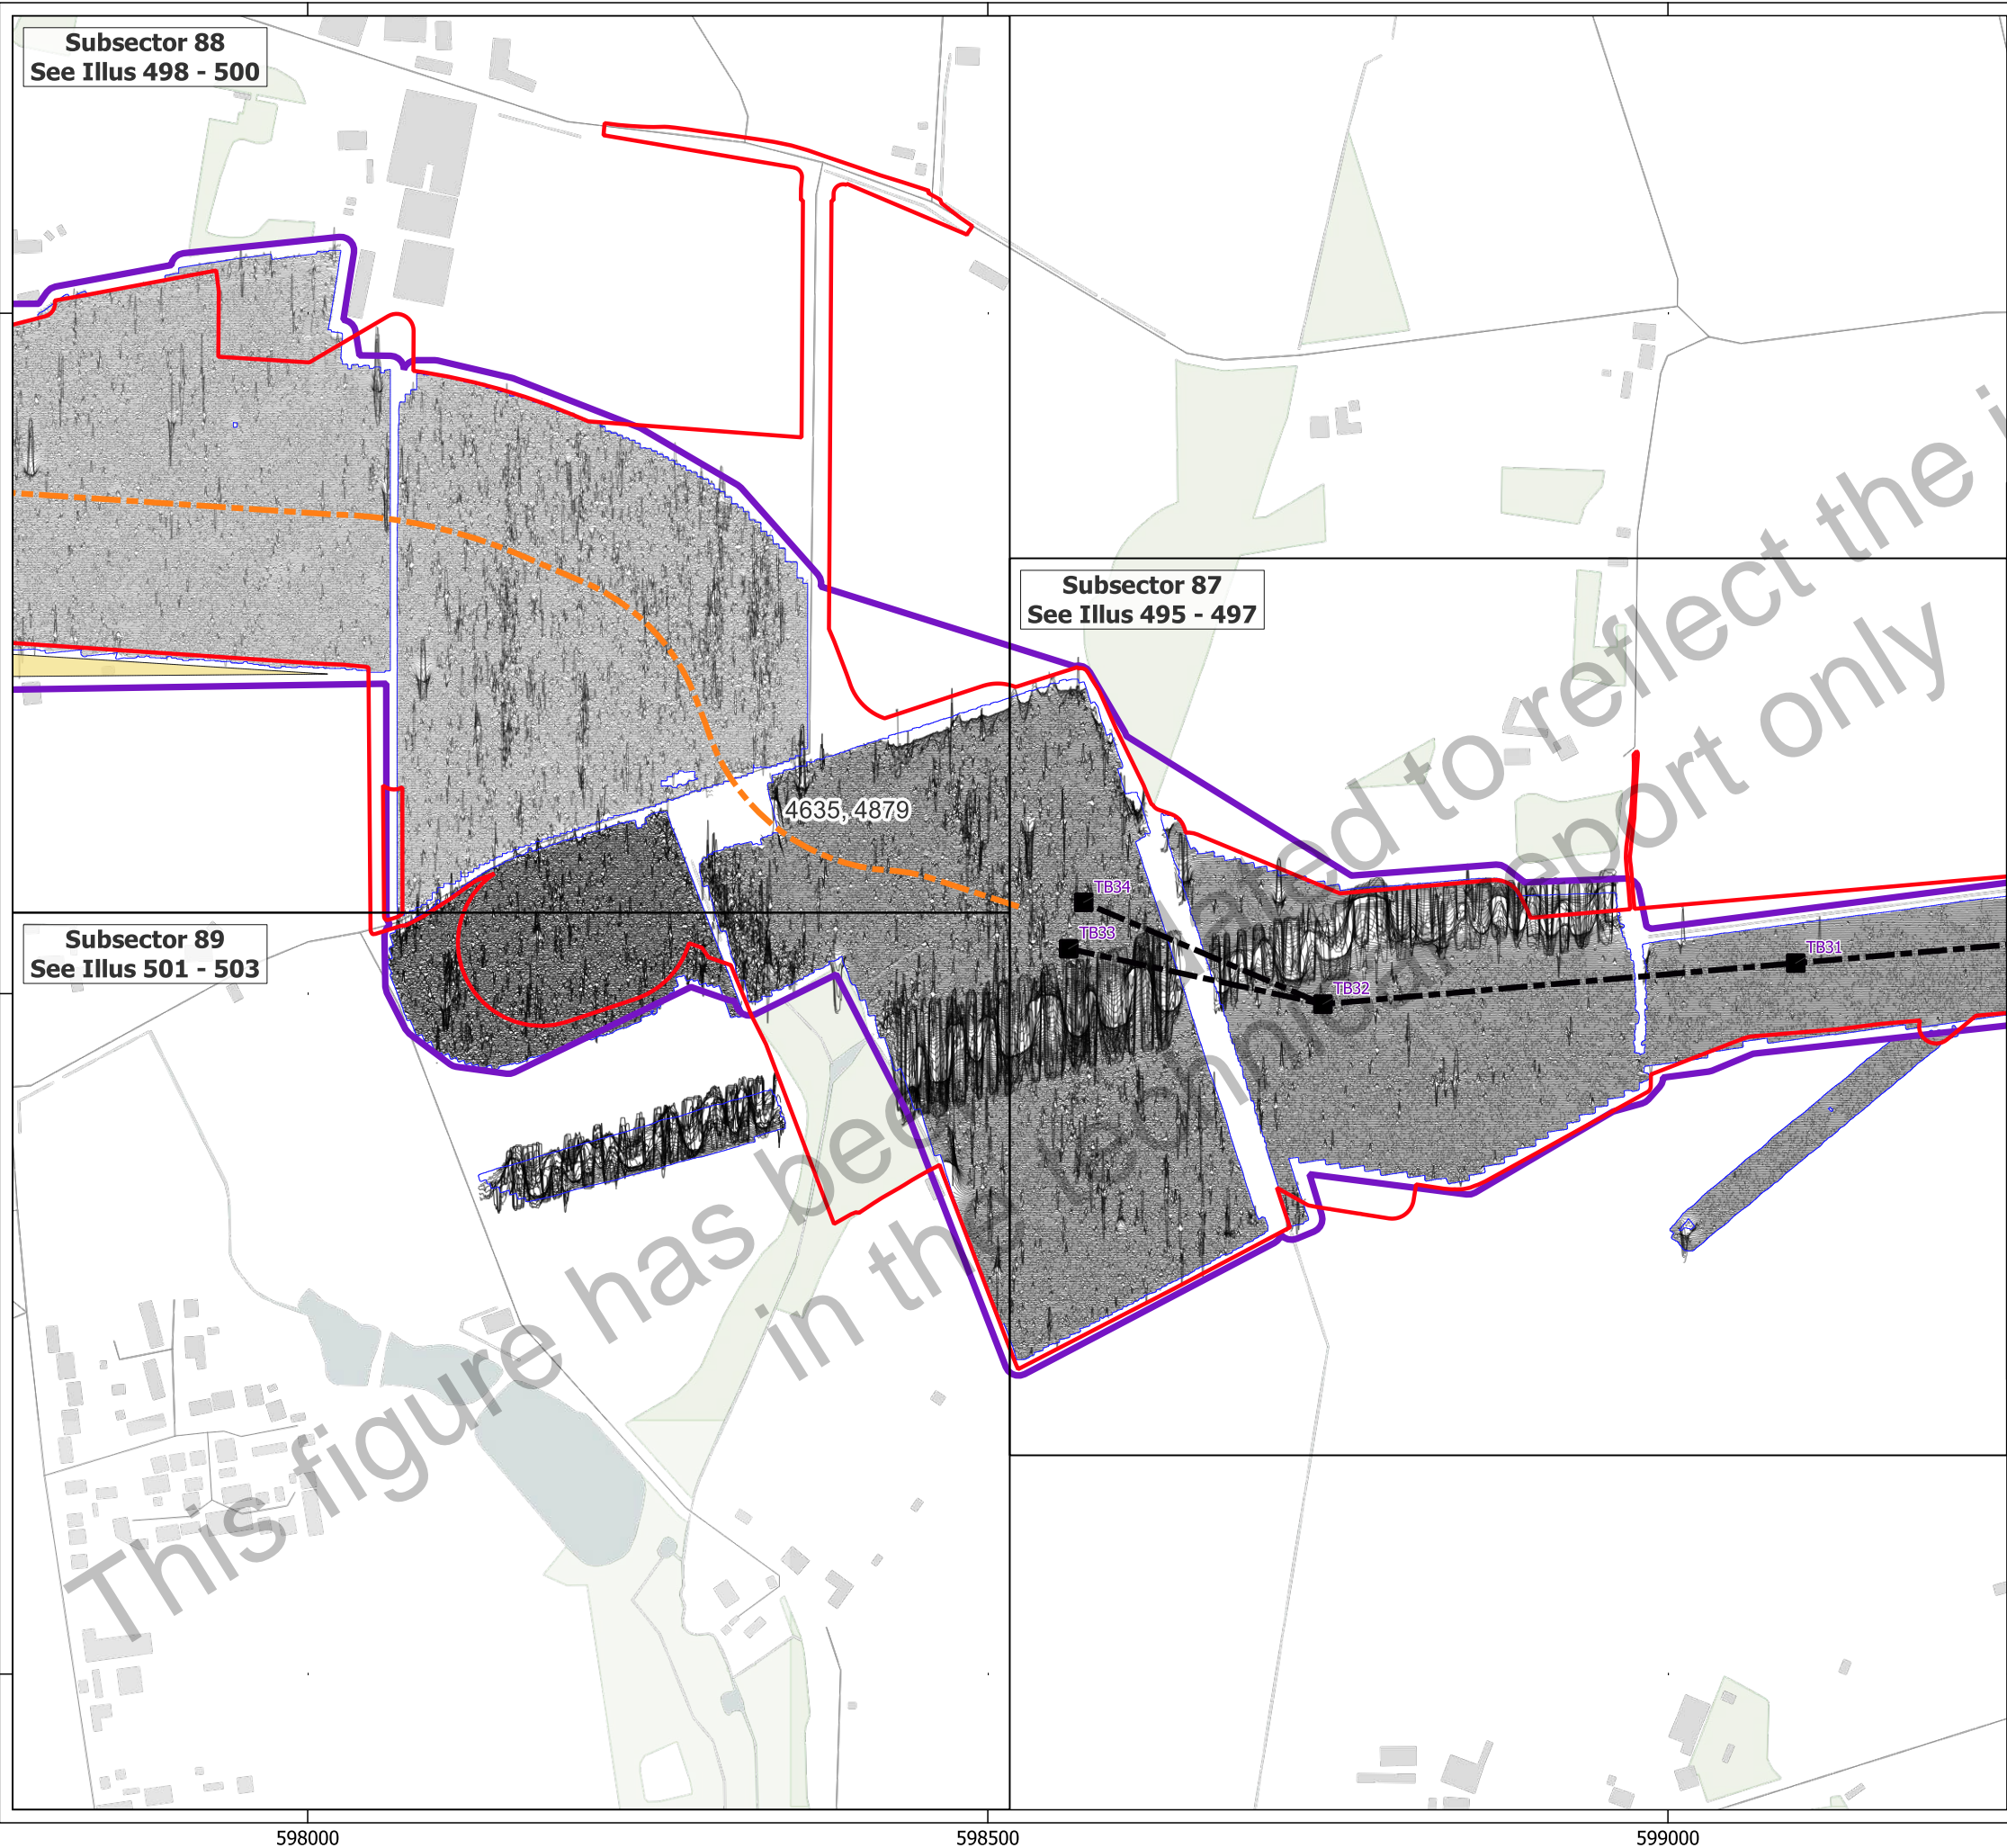 Subsector 88
See Illus 498 - 500
Subsector 87
See Illus 495 - 497
4635, 4879
TB34
TB33
TB32
TB31
Subsector 89
See Illus 501 - 503
This figure has been to reflect the
in the technical report only
598000
598500
599000